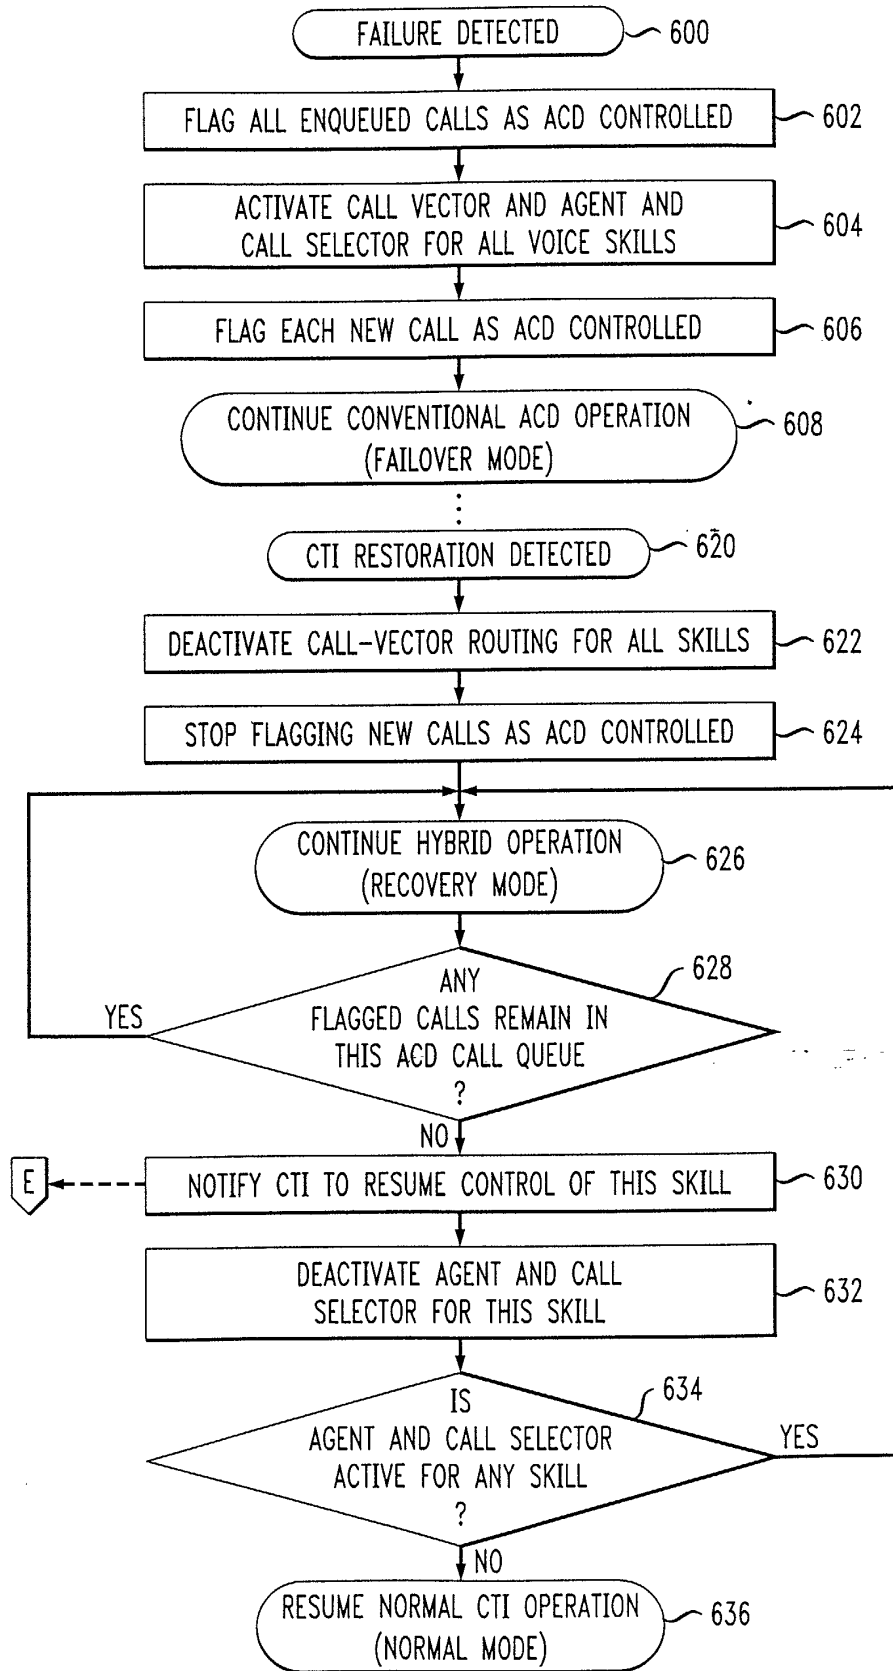 FAILURE DETECTED
600
FLAG ALL ENQUEUED CALLS AS ACD CONTROLLED
602
ACTIVATE CALL VECTOR AND AGENT AND
CALL SELECTOR FOR ALL VOICE SKILLS
604
FLAG EACH NEW CALL AS ACD CONTROLLED
606
CONTINUE CONVENTIONAL ACD OPERATION
(FAILOVER MODE)
608
CTI RESTORATION DETECTED
620
DEACTIVATE CALL-VECTOR ROUTING FOR ALL SKILLS
622
STOP FLAGGING NEW CALLS AS ACD CONTROLLED
624
CONTINUE HYBRID OPERATION
(RECOVERY MODE)
626
ANY
FLAGGED CALLS REMAIN IN
THIS ACD CALL QUEUE
?
628
YES
NO
E
NOTIFY CTI TO RESUME CONTROL OF THIS SKILL
630
DEACTIVATE AGENT AND CALL
SELECTOR FOR THIS SKILL
632
IS
AGENT AND CALL SELECTOR
ACTIVE FOR ANY SKILL
?
634
YES
NO
RESUME NORMAL CTI OPERATION
(NORMAL MODE)
636